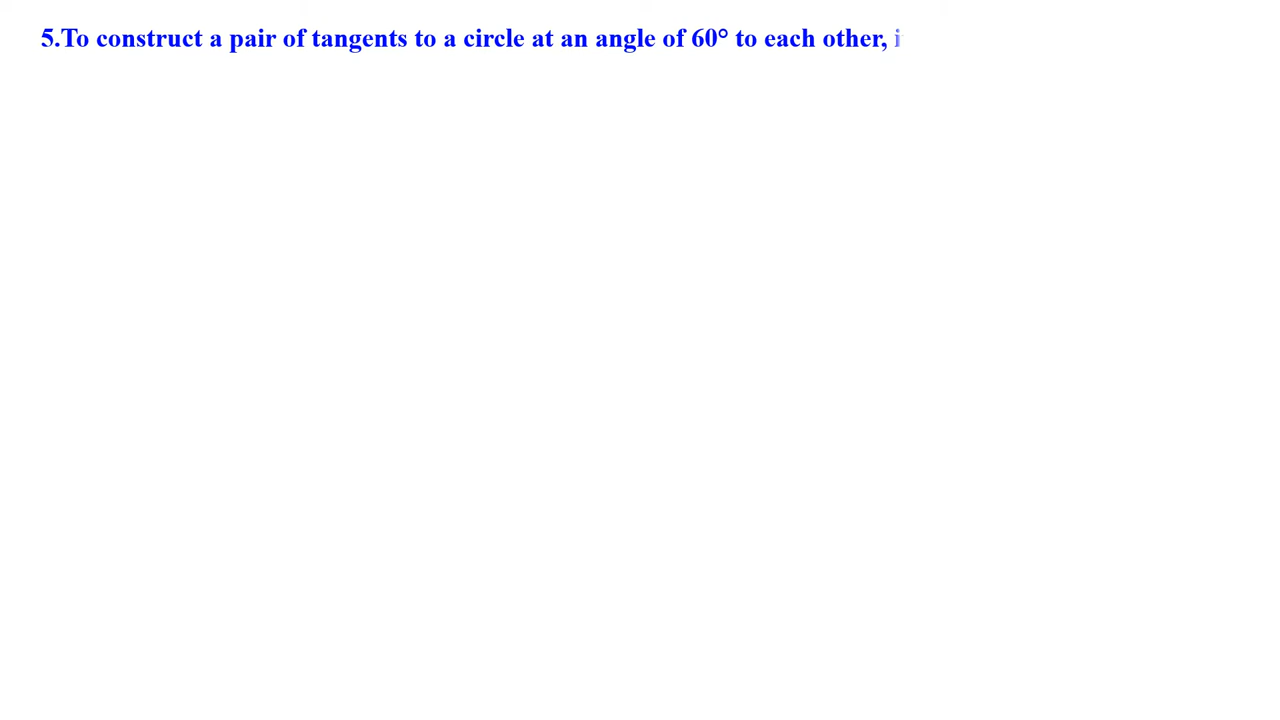 5.To construct a pair of tangents to a circle at an angle of 60° to each other,